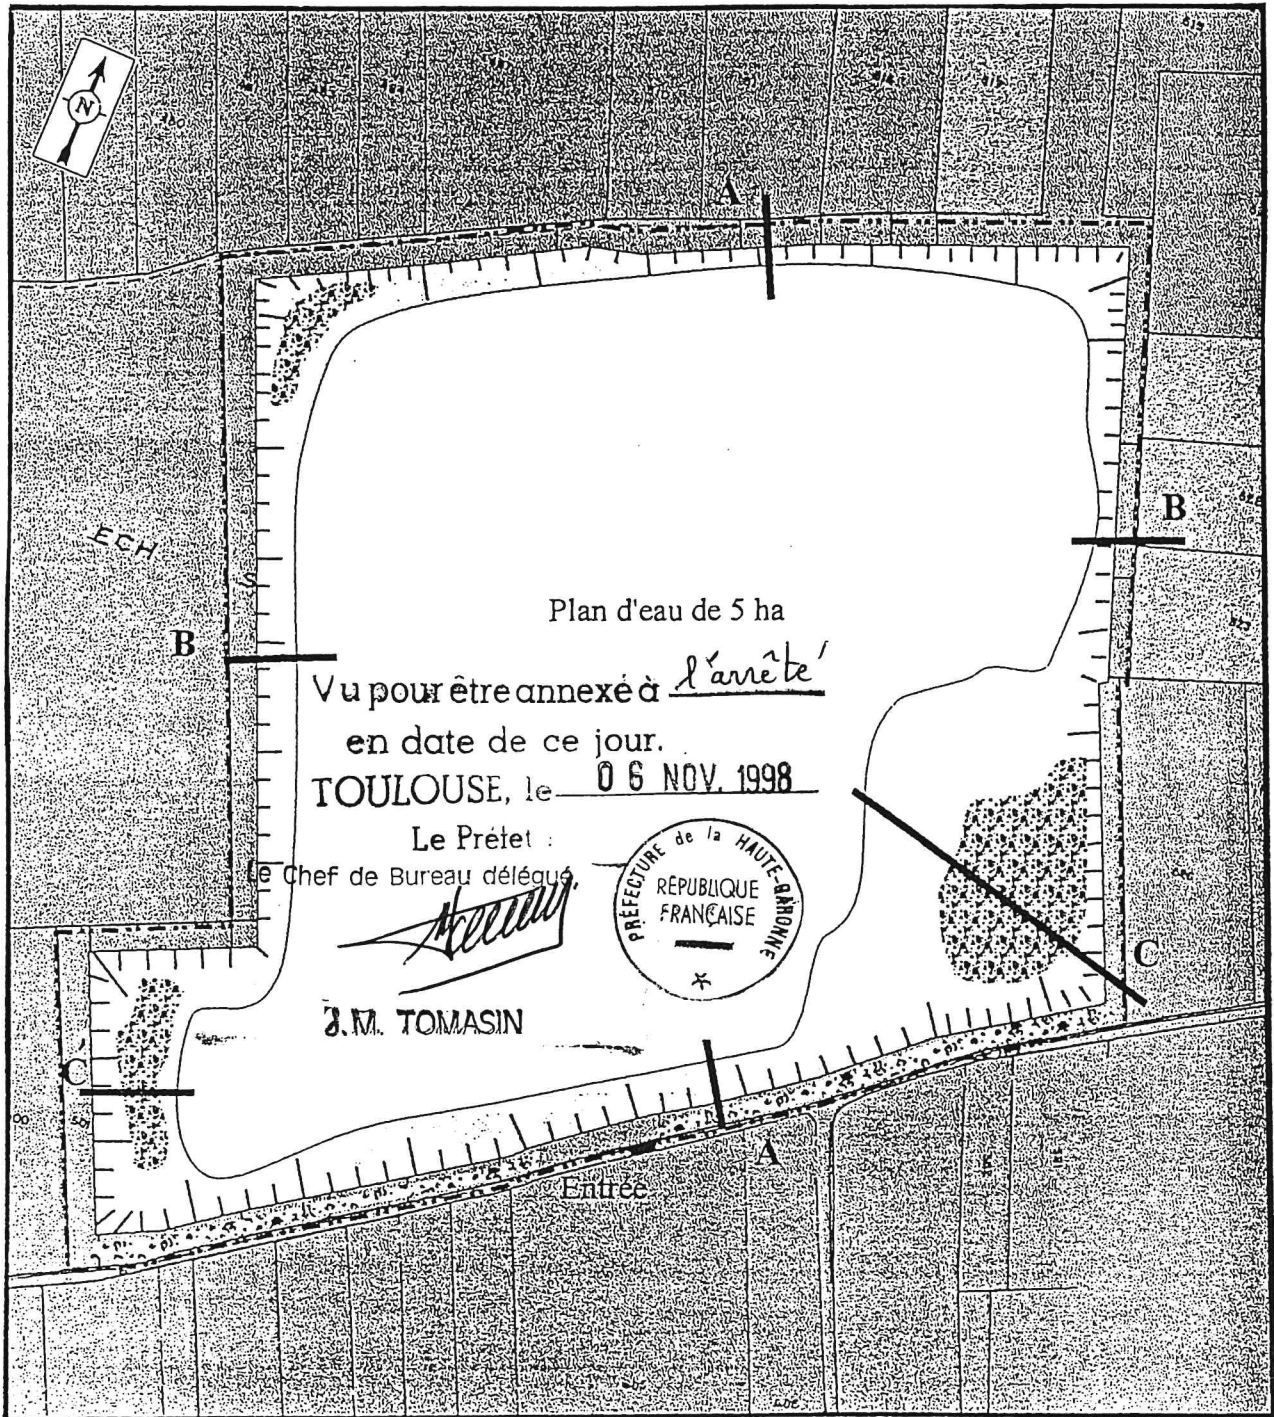 N
A
ECH
B
B
Plan d'eau de 5 ha
Vu pour être annexé à l'arrêté
en date de ce jour.
TOULOUSE, le 06 NOV. 1998
Le Préfet :
Le Chef de Bureau délégué,
PRÉFECTURE de la HAUTE-GARONNE
RÉPUBLIQUE
FRANÇAISE
J.M. TOMASIN
C
C
A
Entrée